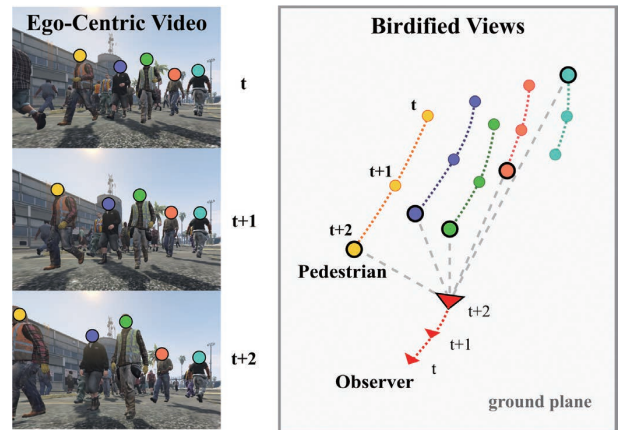 Ego-Centric Video
t
t+1
t+2
Birdified Views
t
t+1
t+2
Pedestrian
t+2
t+1
t
Observer
ground plane